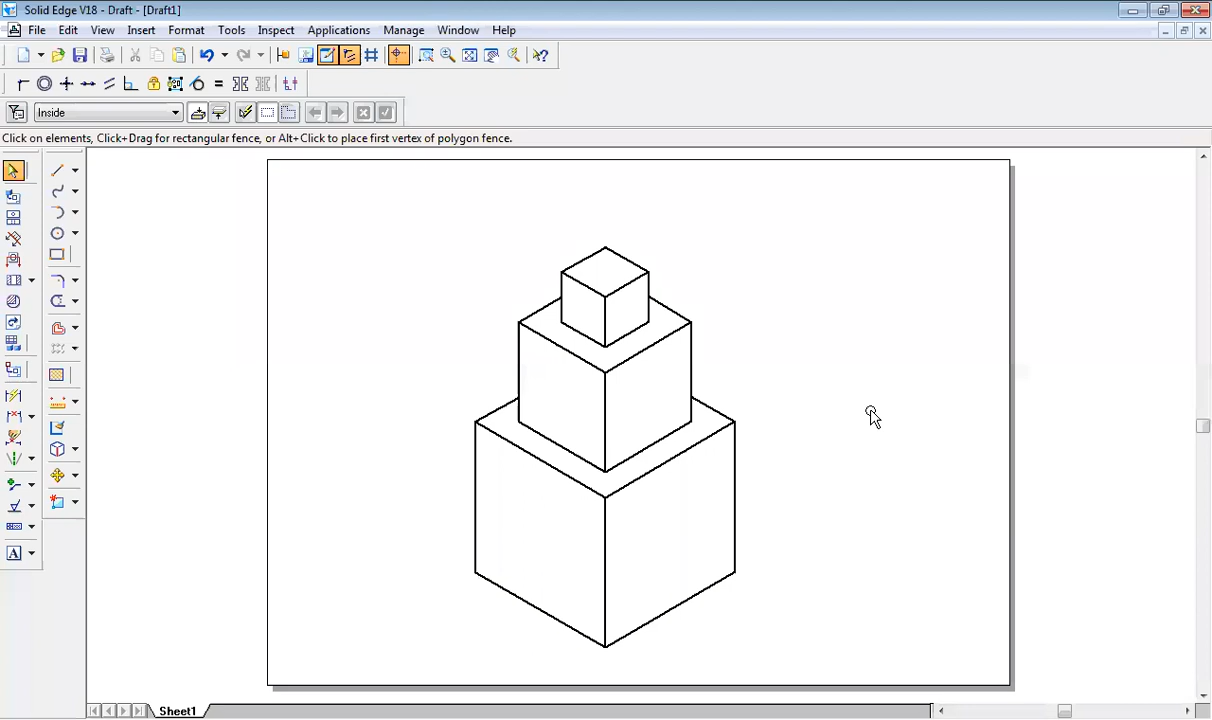 Solid Edge V18 - Draft - [Draft1]
File Edit View Insert Format Tools Inspect Applications Manage Window Help
Inside
Click on elements, Click+Drag for rectangular fence, or Alt+Click to place first vertex of polygon fence.
A
Sheet1